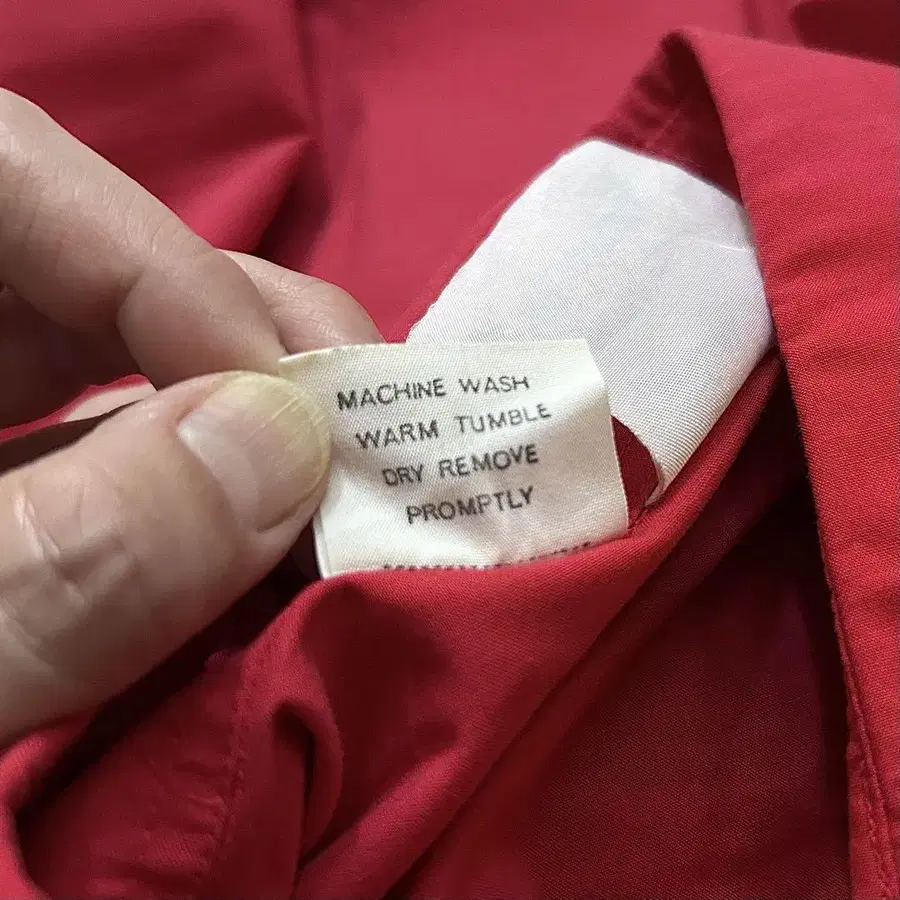 MACHINE WASH
WARM TUMBLE
DRY REMOVE
PROMPTLY